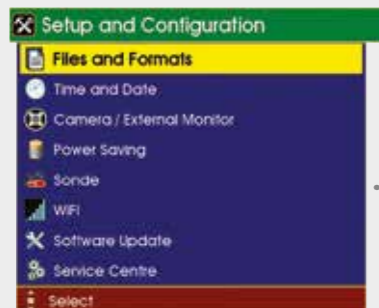 Setup and Configuration
Files and Formats
Time and Date
Camera / External Monitor
Power Saving
Sonde
WiFi
Software Update
Service Centre
Select